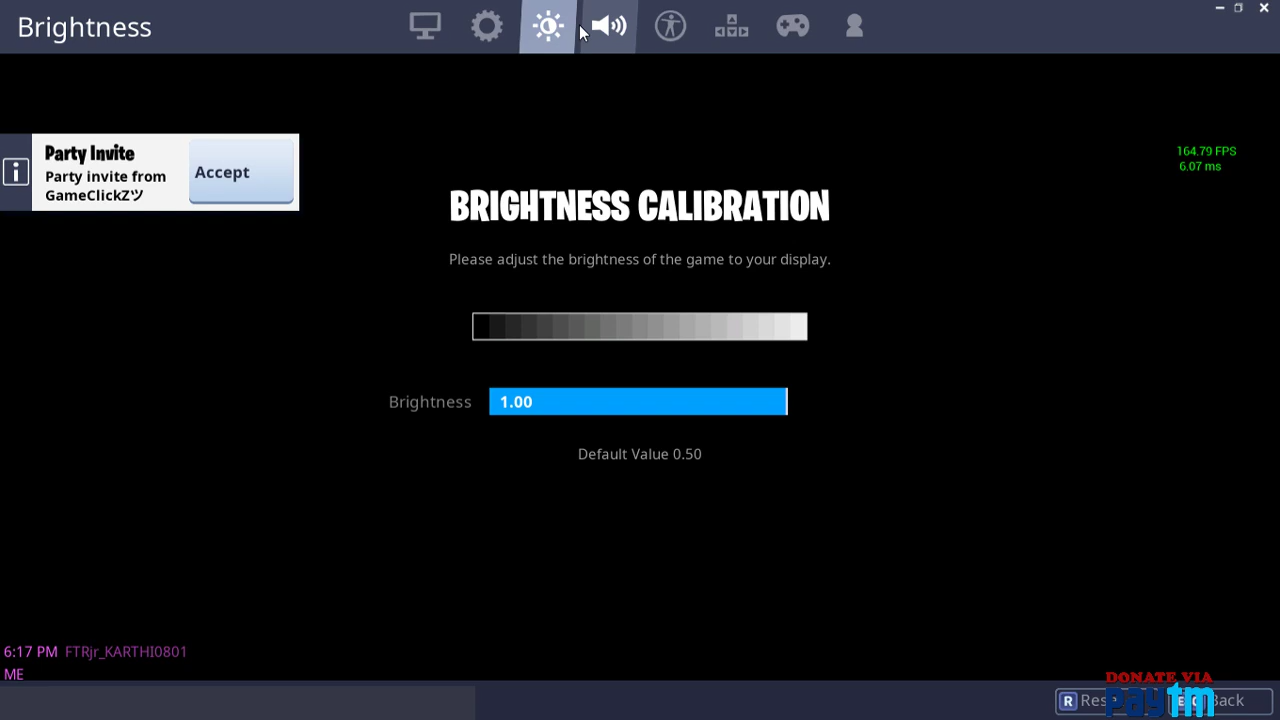 Brightness
164.79 FPS
6.07 ms
Party Invite
Party invite from
GameClickZツ
Accept
BRIGHTNESS CALIBRATION
Please adjust the brightness of the game to your display.
Brightness
1.00
Default Value 0.50
6:17 PM FTRjr_KARTHI0801
ME
DONATE VIA
paytm
R
Back